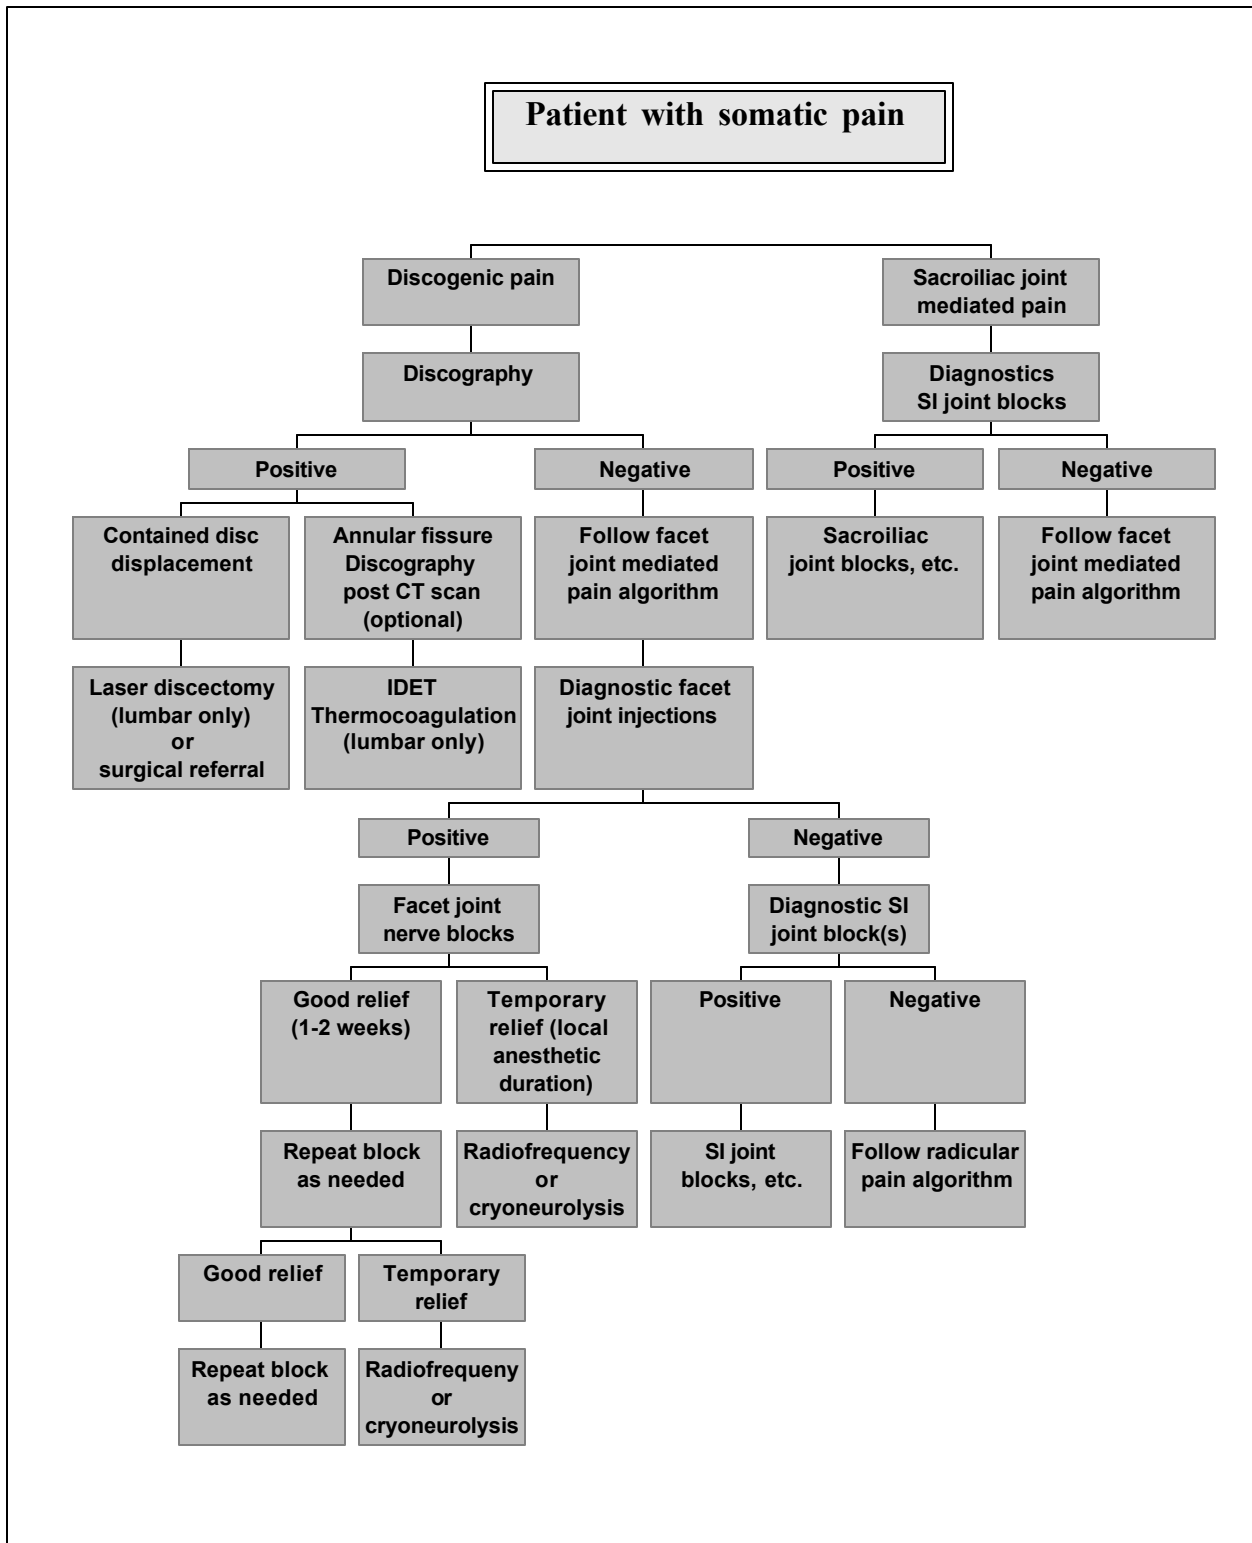 Patient with somatic pain
Discogenic pain
Sacroiliac joint
mediated pain
Discography
Diagnostics
SI joint blocks
Positive
Negative
Positive
Negative
Contained disc
displacement
Annular fissure
Discography
post CT scan
(optional)
Follow facet
joint mediated
pain algorithm
Sacroiliac
joint blocks, etc.
Follow facet
joint mediated
pain algorithm
Laser discectomy
(lumbar only)
or
surgical referral
IDET
Thermocoagulation
(lumbar only)
Diagnostic facet
joint injections
Positive
Negative
Facet joint
nerve blocks
Diagnostic SI
joint block(s)
Good relief
(1-2 weeks)
Temporary
relief (local
anesthetic
duration)
Positive
Negative
Repeat block
as needed
Radiofrequency
or
cryoneurolysis
SI joint
blocks, etc.
Follow radicular
pain algorithm
Good relief
Temporary
relief
Repeat block
as needed
Radiofrequeny
or
cryoneurolysis